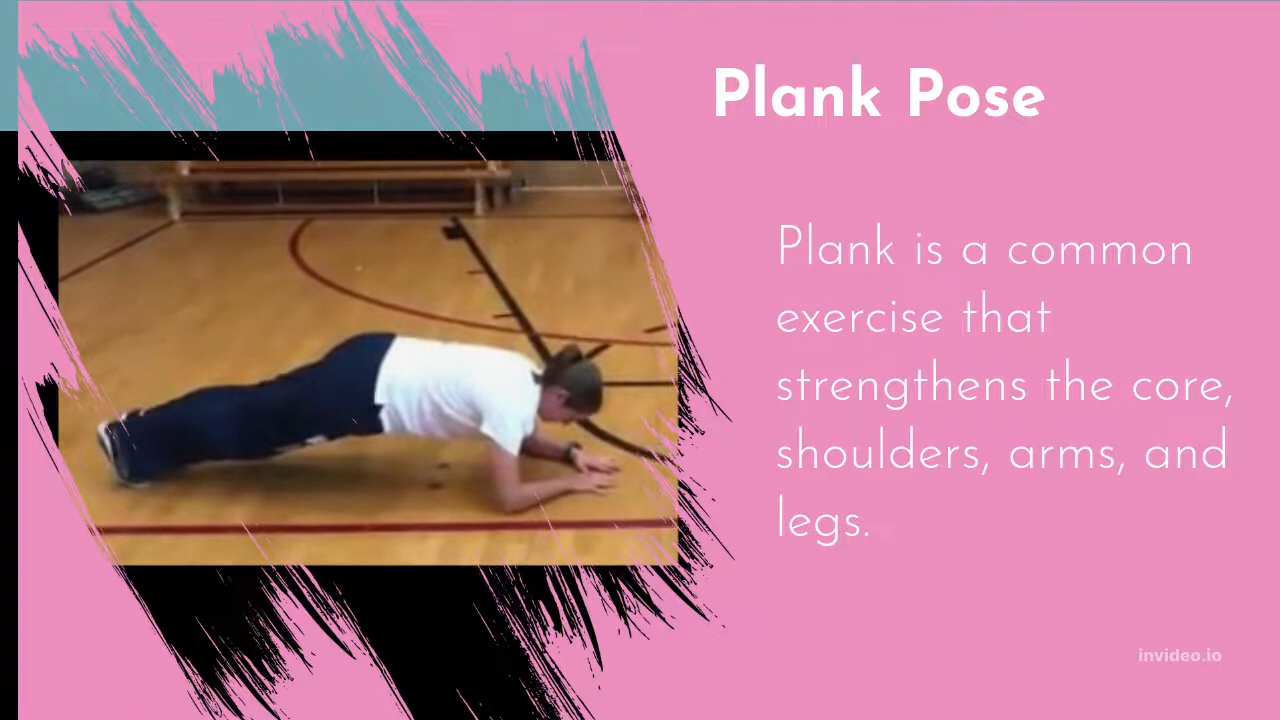 Plank Pose
Plank is a common
exercise that
strengthens the core,
shoulders, arms, and
legs.
invideo.io